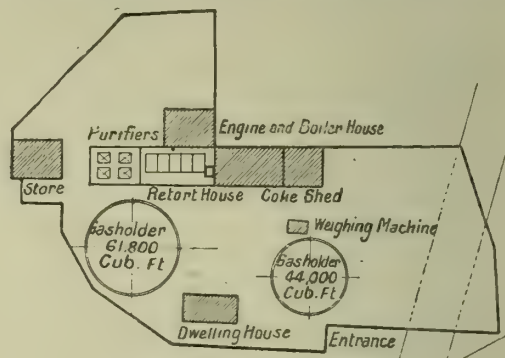 Engine and Boiler House
Purifiers
Store
Retort House
Coke Shed
Weighing Machine
Gasholder
61,800
Cub. Ft
Gasholder
44,000
Cub. Ft
Dwelling House
Entrance